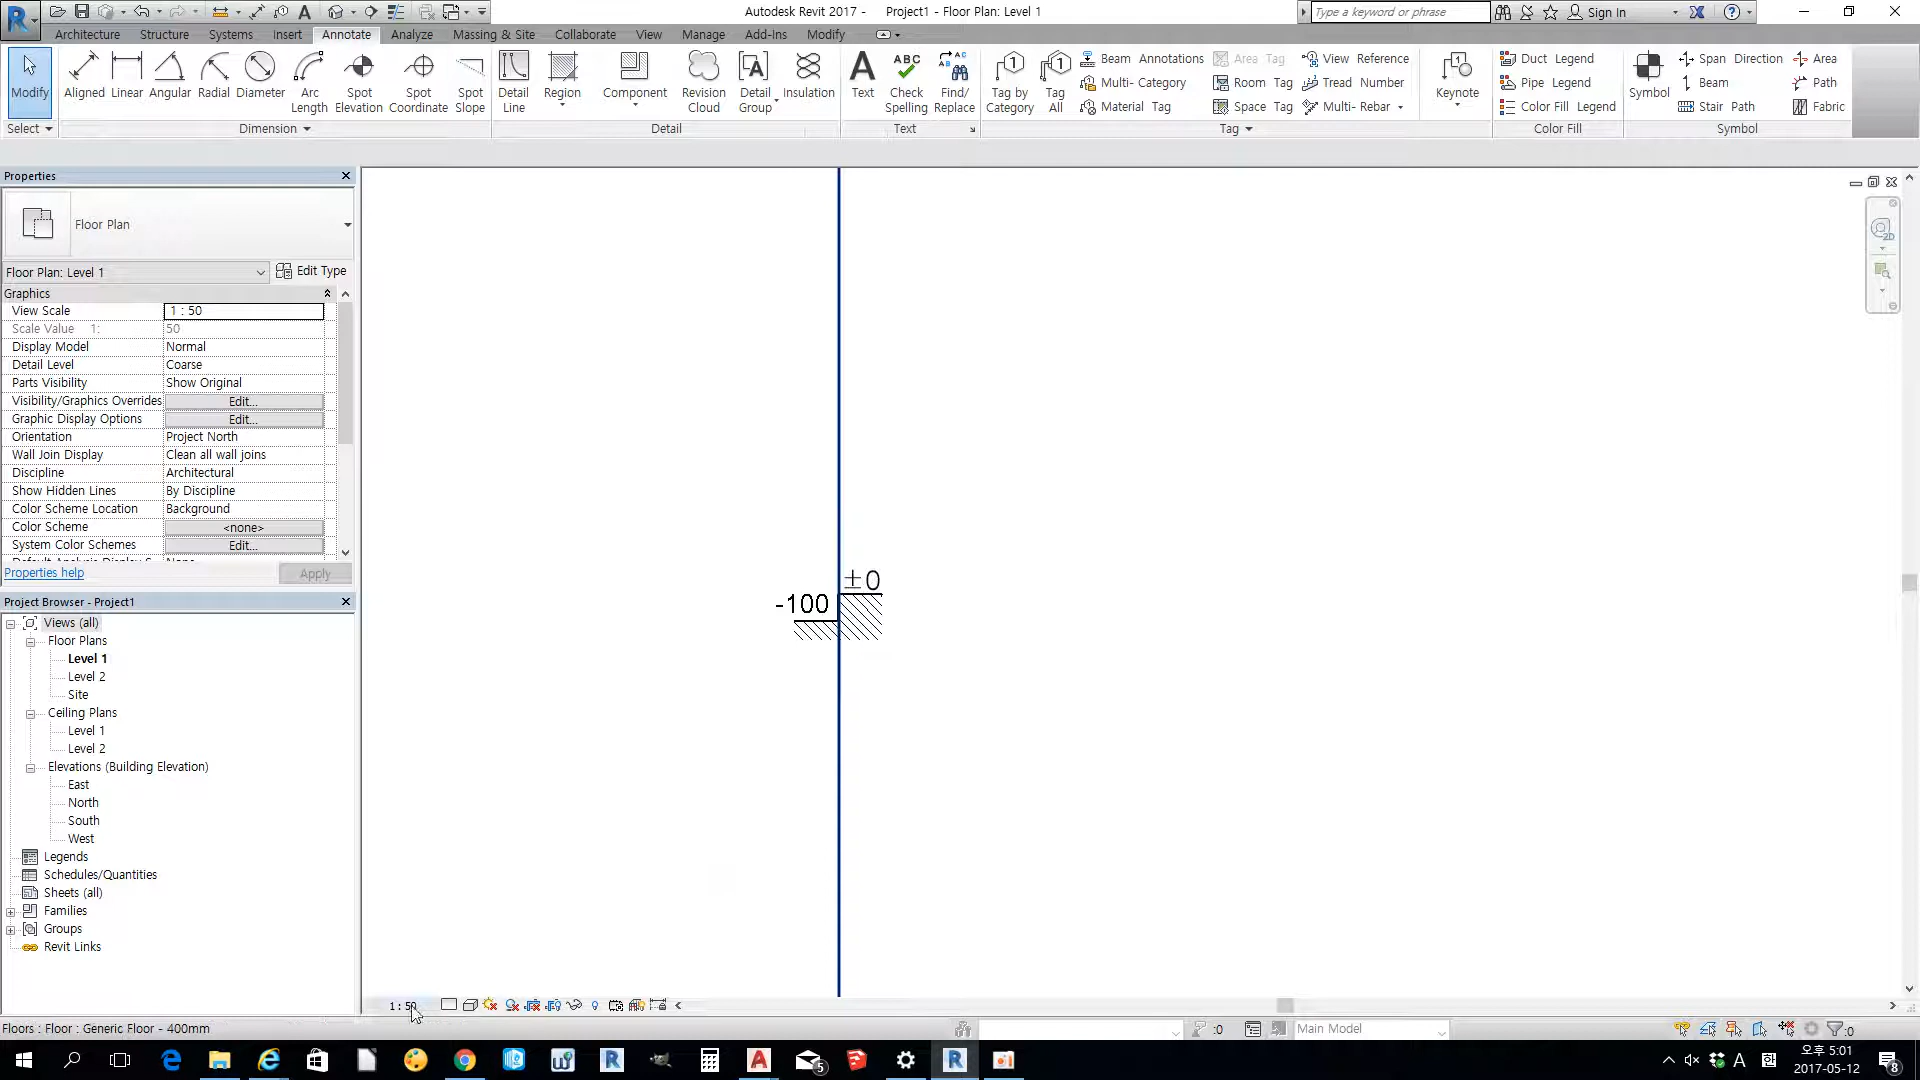 Autodesk Revit 2017 -
Project1 - Floor Plan: Level 1
Type a keyword or phrase
Sign In
Architecture
Structure
Systems
Insert
Annotate
Analyze
Massing & Site
Collaborate
View
Manage
Add-Ins
Modify
Modify
Aligned
Linear
Angular
Radial
Diameter
Arc Length
Spot Elevation
Spot Coordinate
Spot Slope
Detail Line
Region
Component
Revision Cloud
Detail Group
Insulation
Text
Check Spelling
Find/ Replace
Tag by Category
Tag All
Beam Annotations
Multi- Category
Material Tag
Area Tag
Room Tag
Space Tag
View Reference
Tread Number
Multi- Rebar
Keynote
Duct Legend
Pipe Legend
Color Fill Legend
Symbol
Span Direction
Beam
Stair Path
Area
Path
Fabric
Select
Dimension
Detail
Text
Tag
Color Fill
Symbol
Properties
Floor Plan
Floor Plan: Level 1
Edit Type
Graphics
View Scale 1 : 50
Scale Value 1: 50
Display Model Normal
Detail Level Coarse
Parts Visibility Show Original
Visibility/Graphics Overrides Edit...
Graphic Display Options Edit...
Orientation Project North
Wall Join Display Clean all wall joins
Discipline Architectural
Show Hidden Lines By Discipline
Color Scheme Location Background
Color Scheme <none>
System Color Schemes Edit...
Properties help
Apply
Project Browser - Project1
Views (all)
Floor Plans
Level 1
Level 2
Site
Ceiling Plans
Level 1
Level 2
Elevations (Building Elevation)
East
North
South
West
Legends
Schedules/Quantities
Sheets (all)
Families
Groups
Revit Links
±0
-100
1 : 50
Floors : Floor : Generic Floor - 400mm
:0
Main Model
:0
오후 5:01
2017-05-12